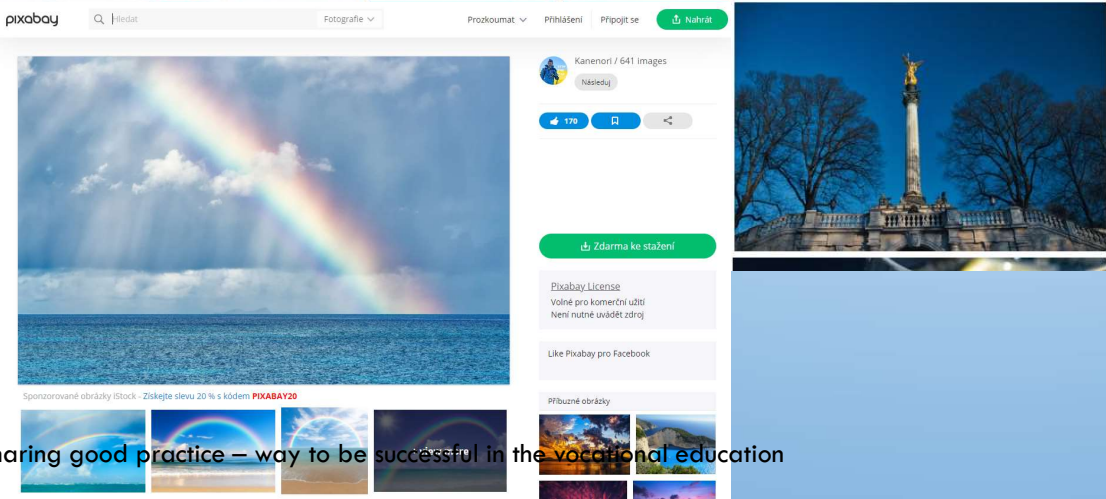 pixabay
Hledat
Fotografie
Prozkoumat
Přihlášení
Připojit se
Nahrát
Kanenori / 641 images
Následuj
170
Zdarma ke stažení
Pixabay License
Volné pro komerční užití
Není nutné uvádět zdroj
Like Pixabay pro Facebook
Sponzorované obrázky iStock - Získejte slevu 20 % s kódem PIXABAY20
Příbuzné obrázky
haring good practice – way to be successful in the vocational education